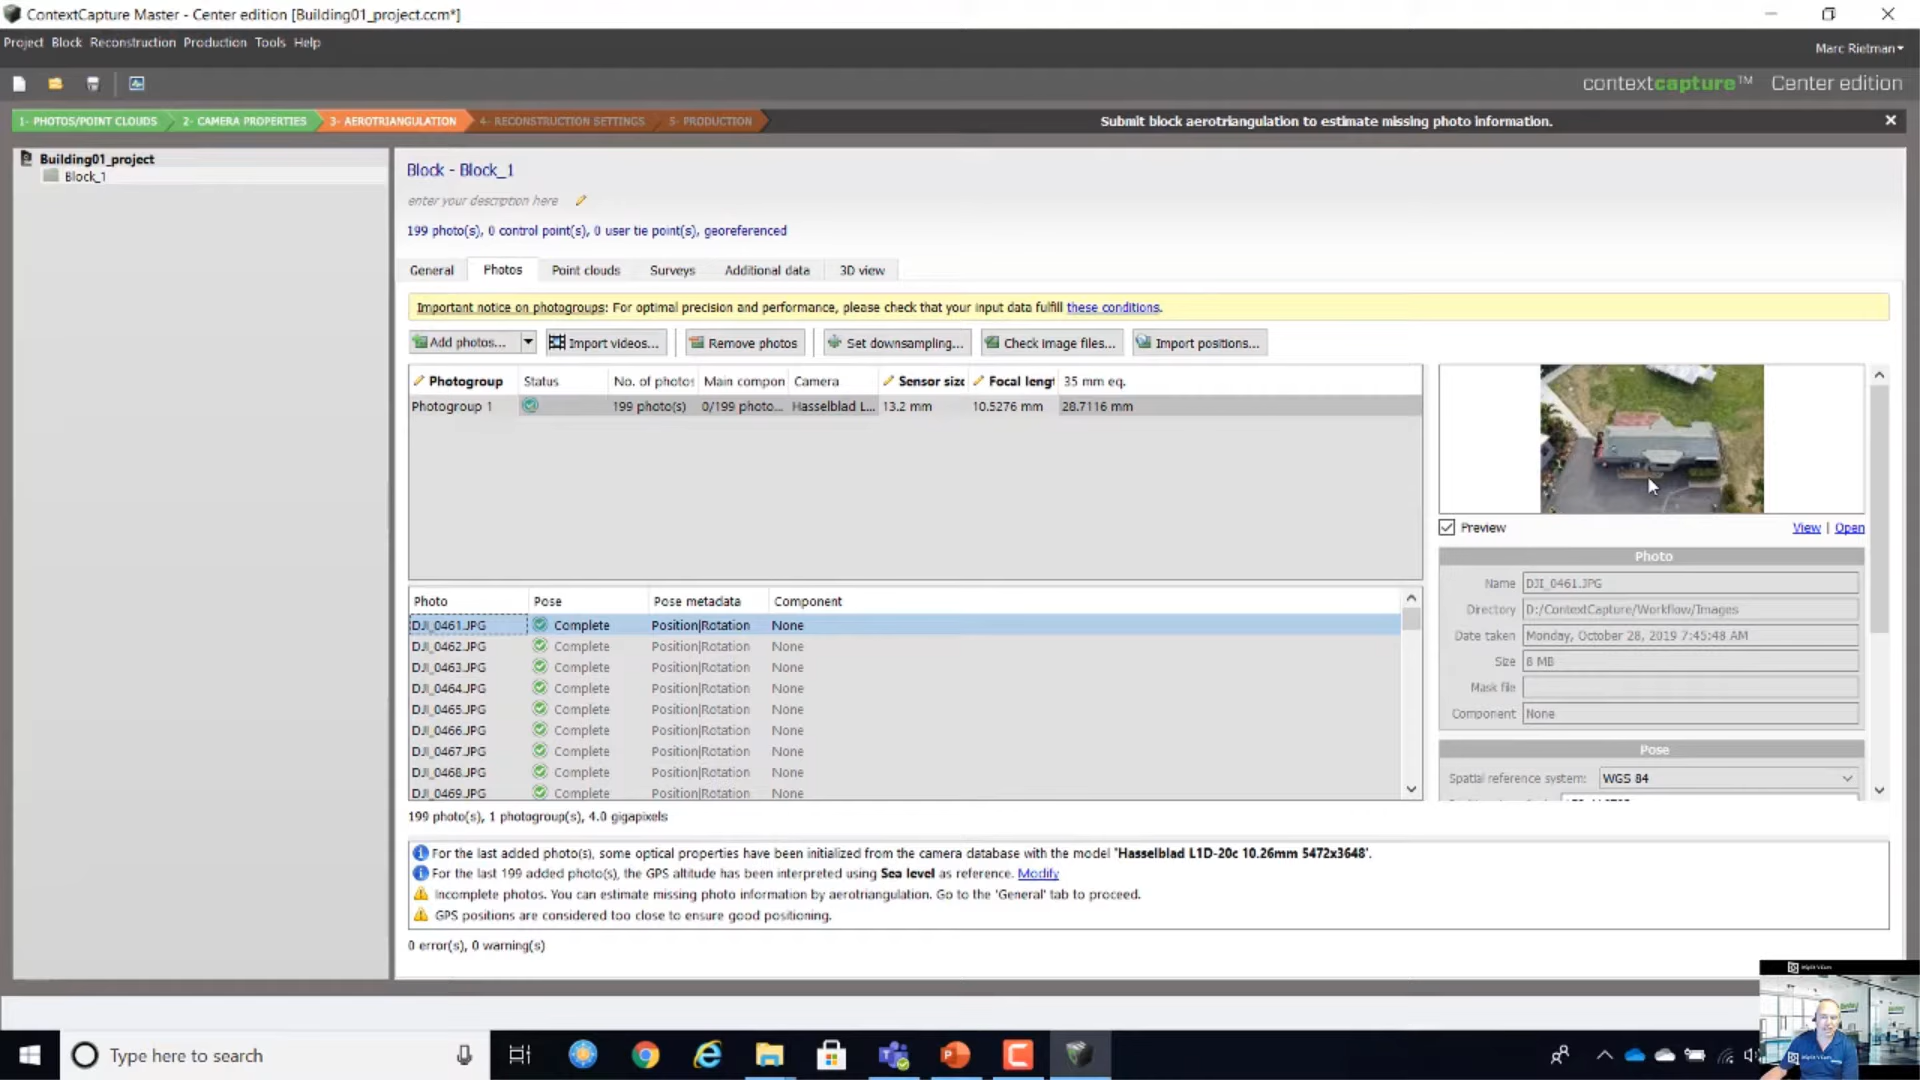 ContextCapture Master - Center edition [Building01_project.ccm*]
Project Block Reconstruction Production Tools Help
Marc Rietman
contextcapture™ Center edition
1- PHOTOS/POINT CLOUDS 2- CAMERA PROPERTIES 3- AEROTRIANGULATION 4- RECONSTRUCTION SETTINGS 5- PRODUCTION
Submit block aerotriangulation to estimate missing photo information.
Building01_project
Block_1
Block - Block_1
enter your description here
199 photo(s), 0 control point(s), 0 user tie point(s), georeferenced
General Photos Point clouds Surveys Additional data 3D view
Important notice on photogroups: For optimal precision and performance, please check that your input data fulfill these conditions.
Add photos... Import videos... Remove photos Set downsampling... Check image files... Import positions...
Photogroup Status No. of photo: Main compon Camera Sensor size Focal lengt 35 mm eq.
Photogroup 1 199 photo(s) 0/199 photo... Hasselblad L... 13.2 mm 10.5276 mm 28.7116 mm
Preview View | Open
Photo
Name DJI_0461.JPG
Directory D:/ContextCapture/Workflow/Images
Date taken Monday, October 28, 2019 7:45:48 AM
Size 8 MB
Mask file
Component None
Pose
Spatial reference system: WGS 84
Photo Pose Pose metadata Component
DJI_0461.JPG Complete Position|Rotation None
DJI_0462.JPG Complete Position|Rotation None
DJI_0463.JPG Complete Position|Rotation None
DJI_0464.JPG Complete Position|Rotation None
DJI_0465.JPG Complete Position|Rotation None
DJI_0466.JPG Complete Position|Rotation None
DJI_0467.JPG Complete Position|Rotation None
DJI_0468.JPG Complete Position|Rotation None
DJI_0469.JPG Complete Position|Rotation None
199 photo(s), 1 photogroup(s), 4.0 gigapixels
For the last added photo(s), some optical properties have been initialized from the camera database with the model 'Hasselblad L1D-20c 10.26mm 5472x3648'.
For the last 199 added photo(s), the GPS altitude has been interpreted using Sea level as reference. Modify
Incomplete photos. You can estimate missing photo information by aerotriangulation. Go to the 'General' tab to proceed.
GPS positions are considered too close to ensure good positioning.
0 error(s), 0 warning(s)
Type here to search